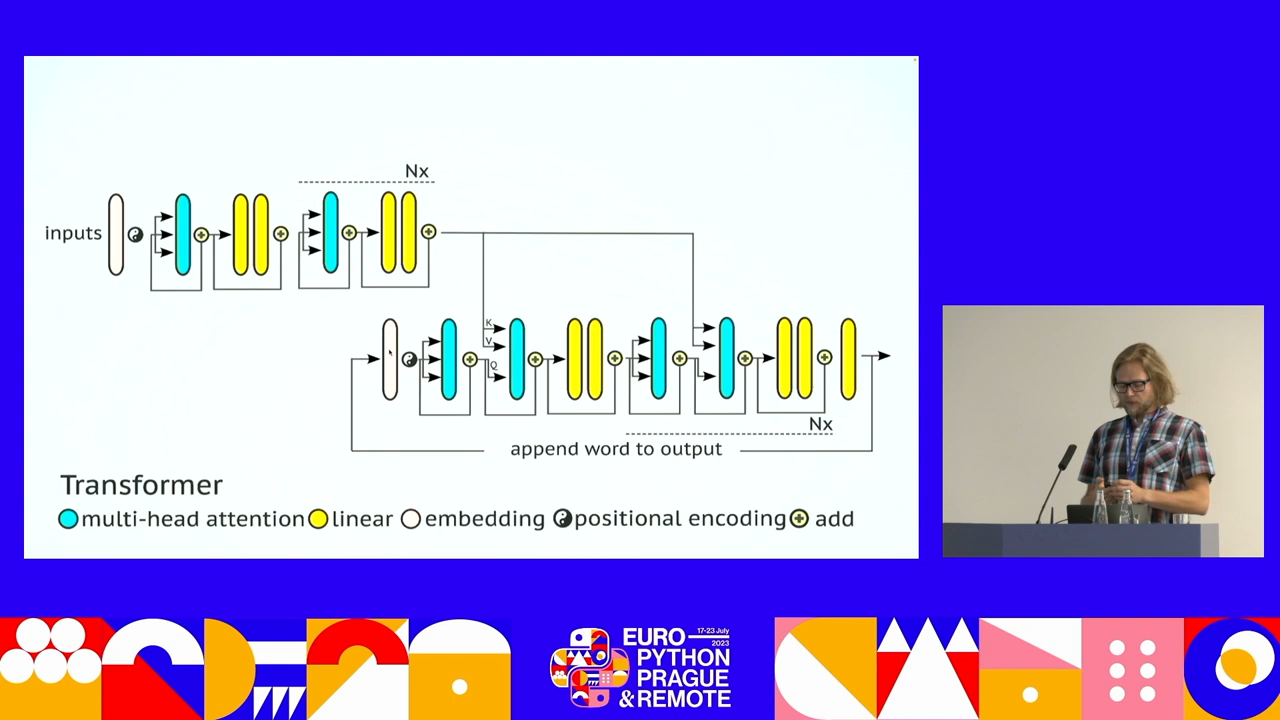 Nx
inputs
K
V
Q
Nx
append word to output
Transformer
multi-head attention linear embedding positional encoding add
17-23 July
2023
EURO
PYTHON
PRAGUE
& REMOTE